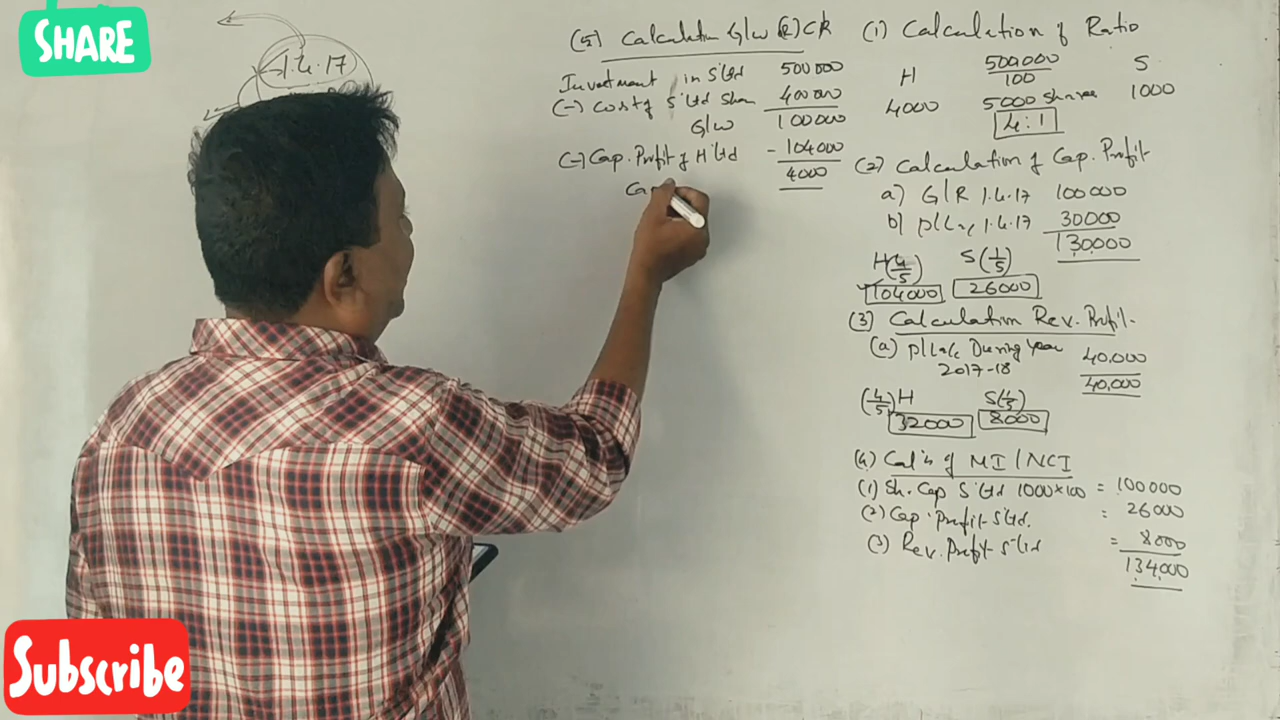 SHARE
1.4.17
(5) Calculation G/w (R) CR
Investment in S'Ltd 500000
(-) Cost of S'Ltd Share 400000
G/W 100000
(-) Cap. Profit of H'Ltd - 104000
4000
(1) Calculation of Ratio
H 500,000/100 S
4000 5000 Shares 1000
4:1
(2) Calculation of Cap. Profit
a) G/R 1.4.17 100000
b) P/L a/c 1.4.17 30000
130000
H(4/5) S(1/5)
104000 26000
(3) Calculation Rev. Profit-
(a) P/L a/c During Year 40,000
2017-18 40,000
(4/5) H S(1/5)
32000 8000
(4) Cal'n of MI/NCI
(1) Sh. Cap S'Ltd 1000×100 = 100000
(2) Cap. Profit S'Ltd. = 26000
(3) Rev. Profit S'Ltd = 8000
134,000
Subscribe